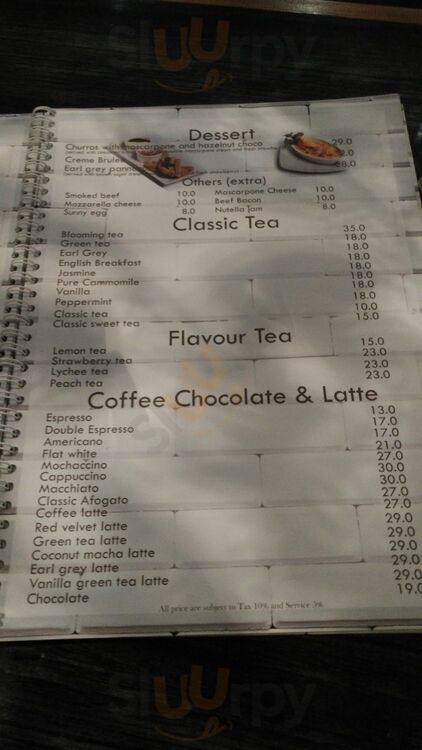 Dessert
Churros with mascarpone and hazelnut choco 29.0
Creme Brulee
Earl grey panna 28.0
Others (extra)
Smoked beef 10.0 Mascarpone Cheese 10.0
Mozzarella cheese 10.0 Beef Bacon 10.0
Sunny egg 8.0 Nutella Jam 8.0
Classic Tea
Blooming tea 35.0
Green tea 18.0
Earl Grey 18.0
English Breakfast 18.0
Jasmine 18.0
Pure Cammomile 18.0
Vanilla 18.0
Peppermint 18.0
Classic tea 10.0
Classic sweet tea 15.0
Flavour Tea
Lemon tea 15.0
Strawberry tea 23.0
Lychee tea 23.0
Peach tea 23.0
Coffee Chocolate & Latte
Espresso 13.0
Double Espresso 17.0
Americano 17.0
Flat white 21.0
Mochaccino 27.0
Cappuccino 30.0
Macchiato 30.0
Classic Afogato 27.0
Coffee latte 27.0
Red velvet latte 29.0
Green tea latte 29.0
Coconut macha latte 29.0
Earl grey latte 29.0
Vanilla green tea latte 29.0
Chocolate 19.0
All price are subjects to Tax 10% and Service 5%
sluurpy
sluurpy
sluurpy